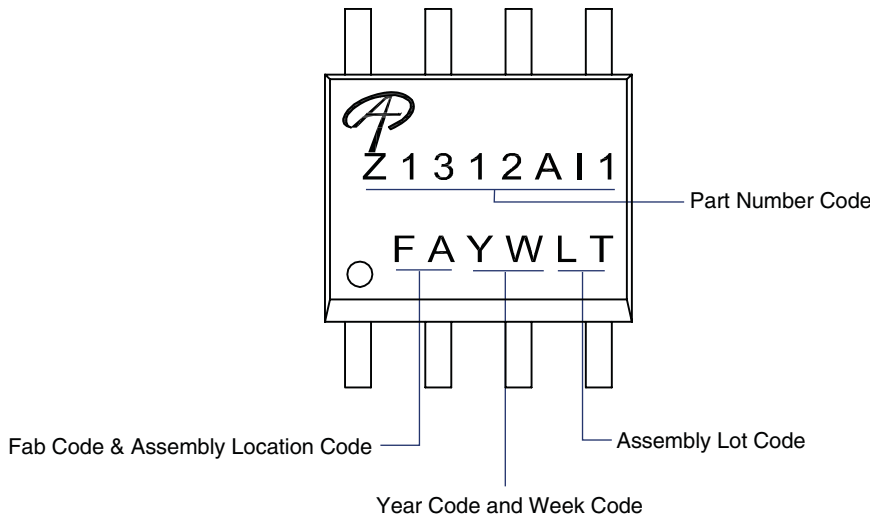 Z1312AI1
Part Number Code
FAYWLT
Fab Code & Assembly Location Code
Assembly Lot Code
Year Code and Week Code